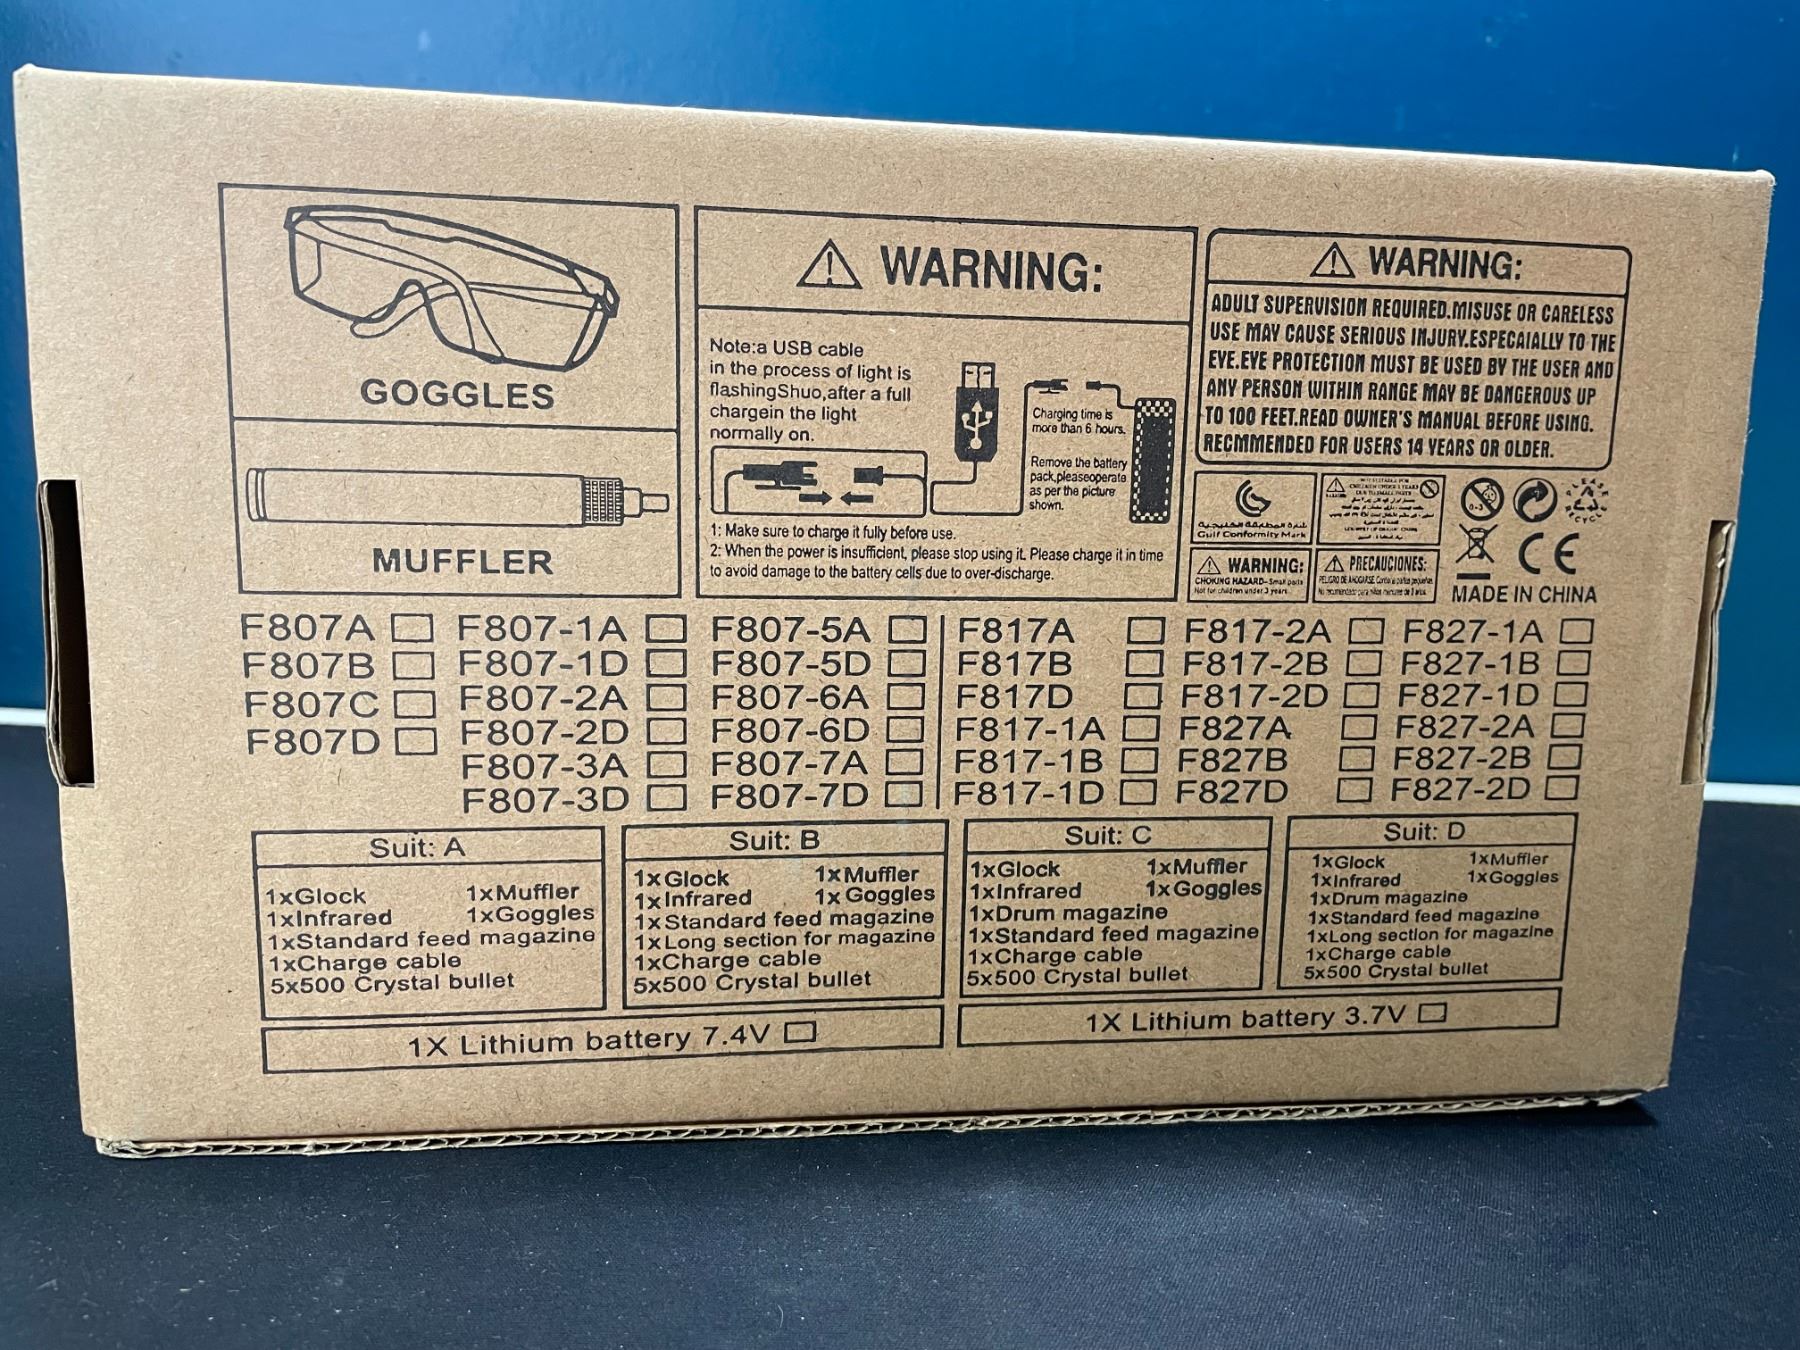 GOGGLES
MUFFLER
WARNING:
Note:a USB cable
in the process of light is
flashingShuo,after a full
chargein the light
normally on.
Charging time is
more than 6 hours.
Remove the battery
pack,pleaseoperate
as per the picture
shown.
1: Make sure to charge it fully before use.
2: When the power is insufficient, please stop using it. Please charge it in time
to avoid damage to the battery cells due to over-discharge.
WARNING:
ADULT SUPERVISION REQUIRED.MISUSE OR CARELESS
USE MAY CAUSE SERIOUS INJURY.ESPECAIALLY TO THE
EYE.EYE PROTECTION MUST BE USED BY THE USER AND
ANY PERSON WITHIN RANGE MAY BE DANGEROUS UP
TO 100 FEET.READ OWNER'S MANUAL BEFORE USING.
RECMMENDED FOR USERS 14 YEARS OR OLDER.
Gulf Conformity Mark
0-3
PLEASE RECYCLE
WARNING:
CHOKING HAZARD-Small parts
Not for children under 3 years
PRECAUCIONES:
CE
MADE IN CHINA
F807A F807-1A F807-5A F817A F817-2A F827-1A
F807B F807-1D F807-5D F817B F817-2B F827-1B
F807C F807-2A F807-6A F817D F817-2D F827-1D
F807D F807-2D F807-6D F817-1A F827A F827-2A
F807-3A F807-7A F817-1B F827B F827-2B
F807-3D F807-7D F817-1D F827D F827-2D
Suit: A
1xGlock 1xMuffler
1xInfrared 1xGoggles
1xStandard feed magazine
1xCharge cable
5x500 Crystal bullet
Suit: B
1xGlock 1xMuffler
1xInfrared 1xGoggles
1xStandard feed magazine
1xLong section for magazine
1xCharge cable
5x500 Crystal bullet
Suit: C
1xGlock 1xMuffler
1xInfrared 1xGoggles
1xDrum magazine
1xStandard feed magazine
1xCharge cable
5x500 Crystal bullet
Suit: D
1xGlock 1xMuffler
1xInfrared 1xGoggles
1xDrum magazine
1xStandard feed magazine
1xLong section for magazine
1xCharge cable
5x500 Crystal bullet
1X Lithium battery 7.4V
1X Lithium battery 3.7V